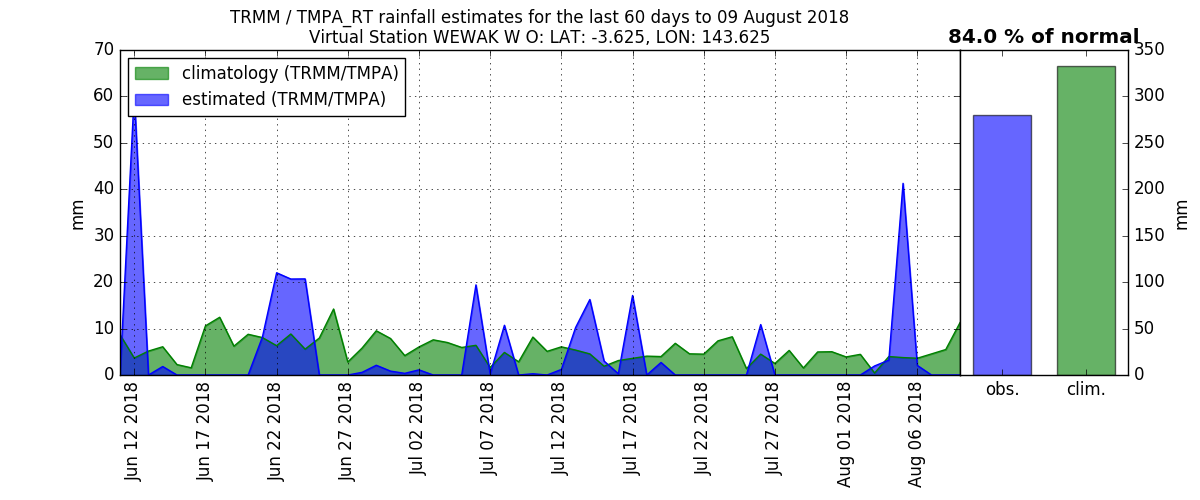 TRMM / TMPA_RT rainfall estimates for the last 60 days to 09 August 2018
Virtual Station WEWAK W O: LAT: -3.625, LON: 143.625
84.0 % of normal
climatology (TRMM/TMPA)
estimated (TRMM/TMPA)
70
60
50
40
30
20
10
0
mm
Jun 12 2018
Jun 17 2018
Jun 22 2018
Jun 27 2018
Jul 02 2018
Jul 07 2018
Jul 12 2018
Jul 17 2018
Jul 22 2018
Jul 27 2018
Aug 01 2018
Aug 06 2018
obs.
clim.
350
300
250
200
150
100
50
0
mm